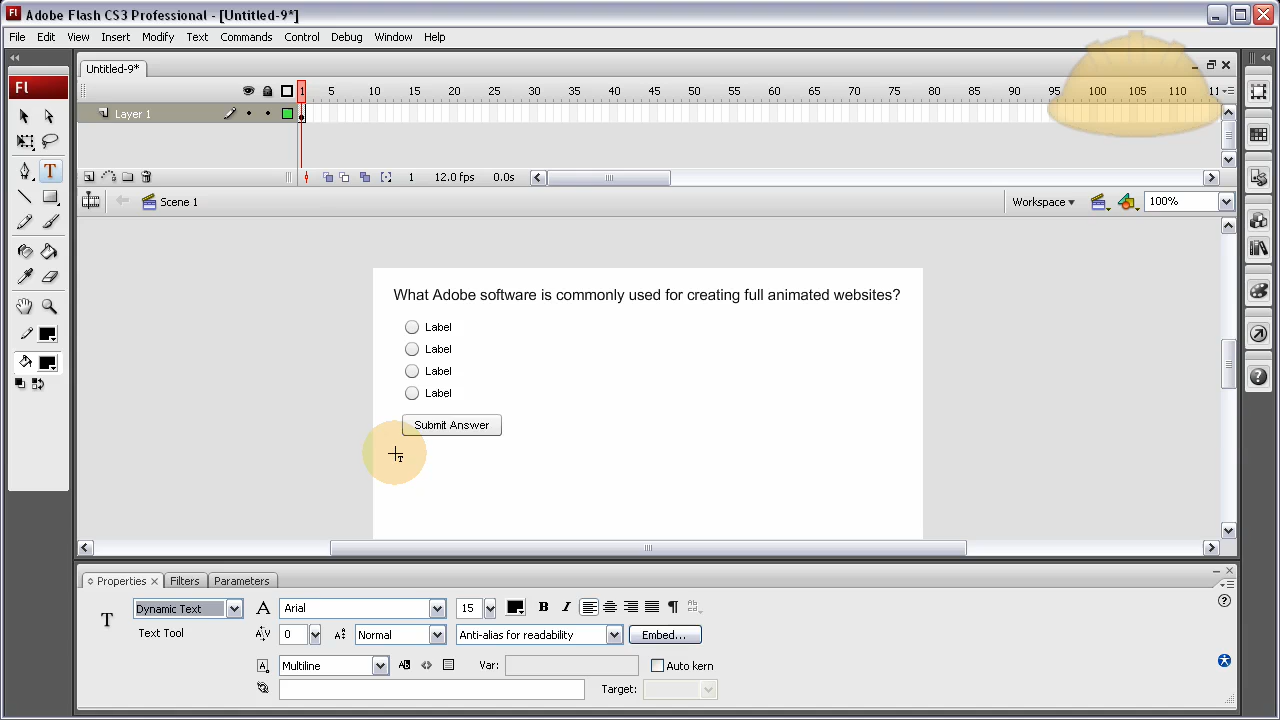 Adobe Flash CS3 Professional - [Untitled-9*]
File Edit View Insert Modify Text Commands Control Debug Window Help
Untitled-9*
Fl
1 5 10 15 20 25 30 35 40 45 50 55 60 65 70 75 80 85 90 95 100 105 110 11
Layer 1
T
1 12.0 fps 0.0s
Scene 1
Workspace
100%
What Adobe software is commonly used for creating full animated websites?
Label
Label
Label
Label
Submit Answer
Properties Filters Parameters
T
Dynamic Text
A
Arial
15
B I
Text Tool
0
Normal
Anti-alias for readability
Embed...
Multiline
Var:
Auto kern
Target: